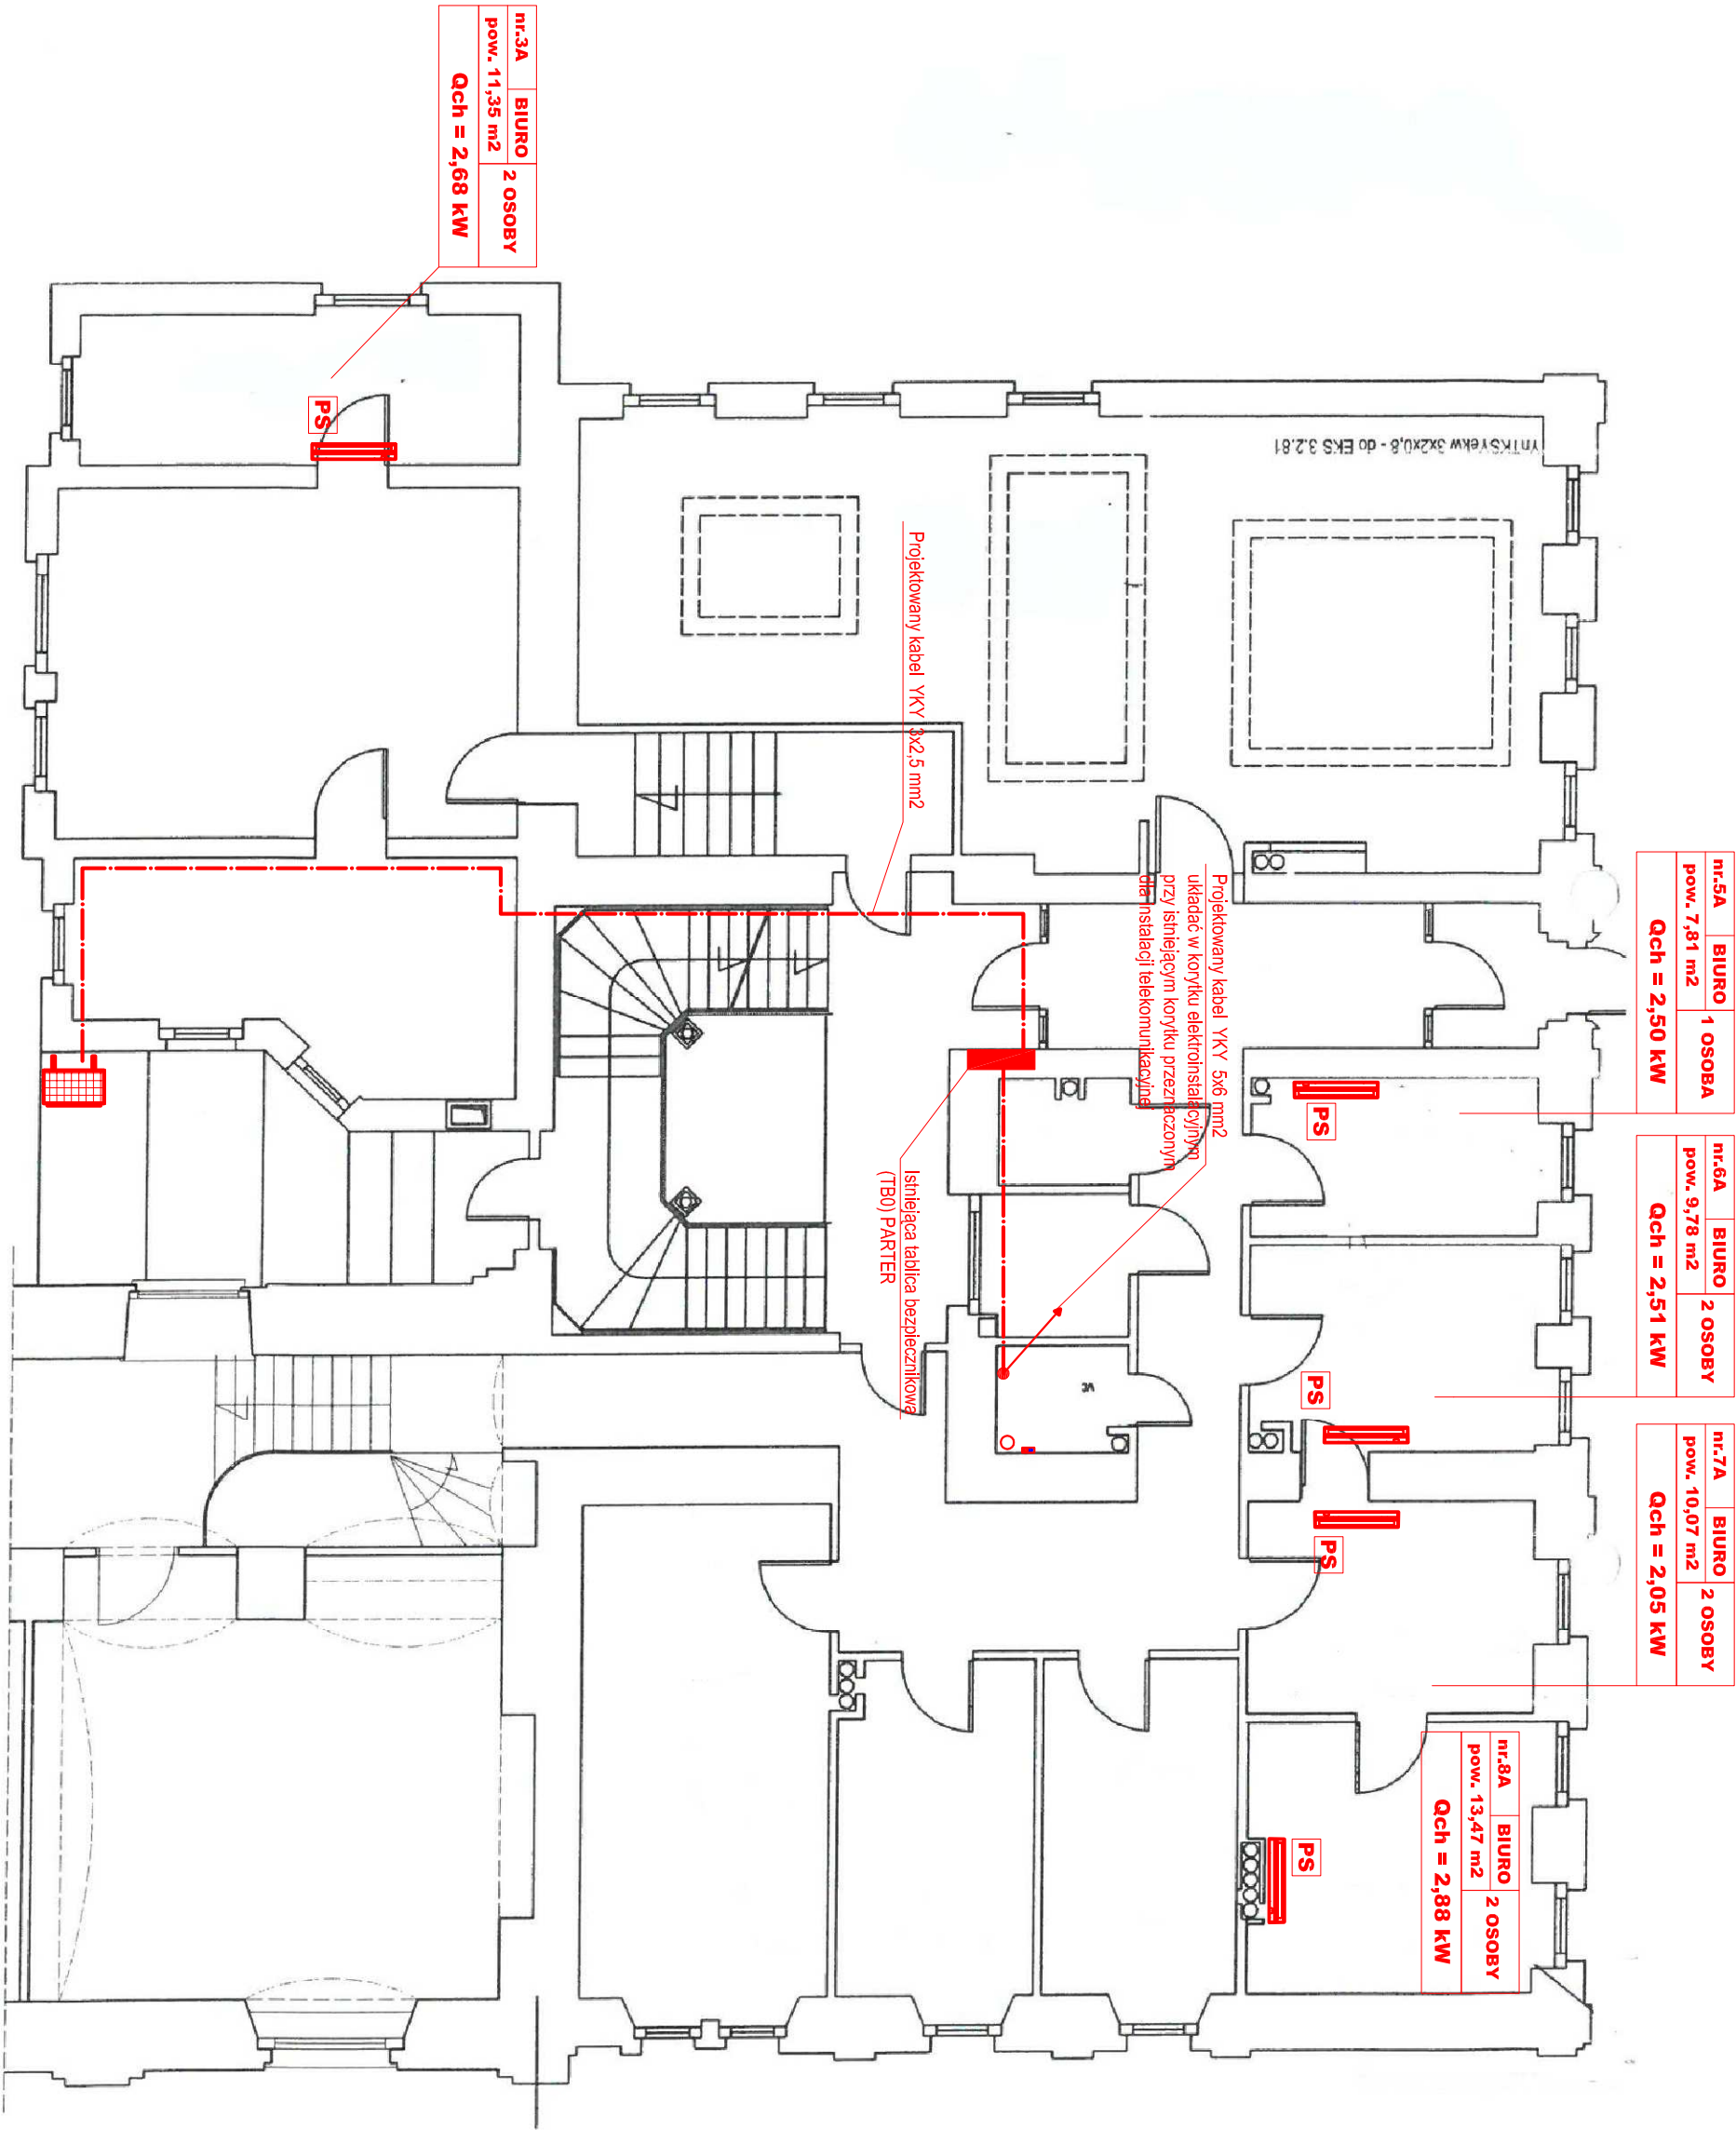 nr.3A BIURO 2 OSOBY
pow. 11,35 m2
Qch = 2,68 kW
nr.5A BIURO 1 OSOBA
pow. 7,81 m2
Qch = 2,50 kW
nr.6A BIURO 2 OSOBY
pow. 9,78 m2
Qch = 2,51 kW
nr.7A BIURO 2 OSOBY
pow. 10,07 m2
Qch = 2,05 kW
nr.8A BIURO 2 OSOBY
pow. 13,47 m2
Qch = 2,88 kW
YnTKSYekw 3x2x0,8 - do EKS 3.2.81
Projektowany kabel YKY 3x2,5 mm2
Projektowany kabel YKY 5x6 mm2
układać w korytku elektroinstalacyjnym
przy istniejącym korytku przeznaczonym
dla instalacji telekomunikacyjnej
Istniejąca tablica bezpiecznikowa
(TB0) PARTER
PS
PS
PS
PS
PS